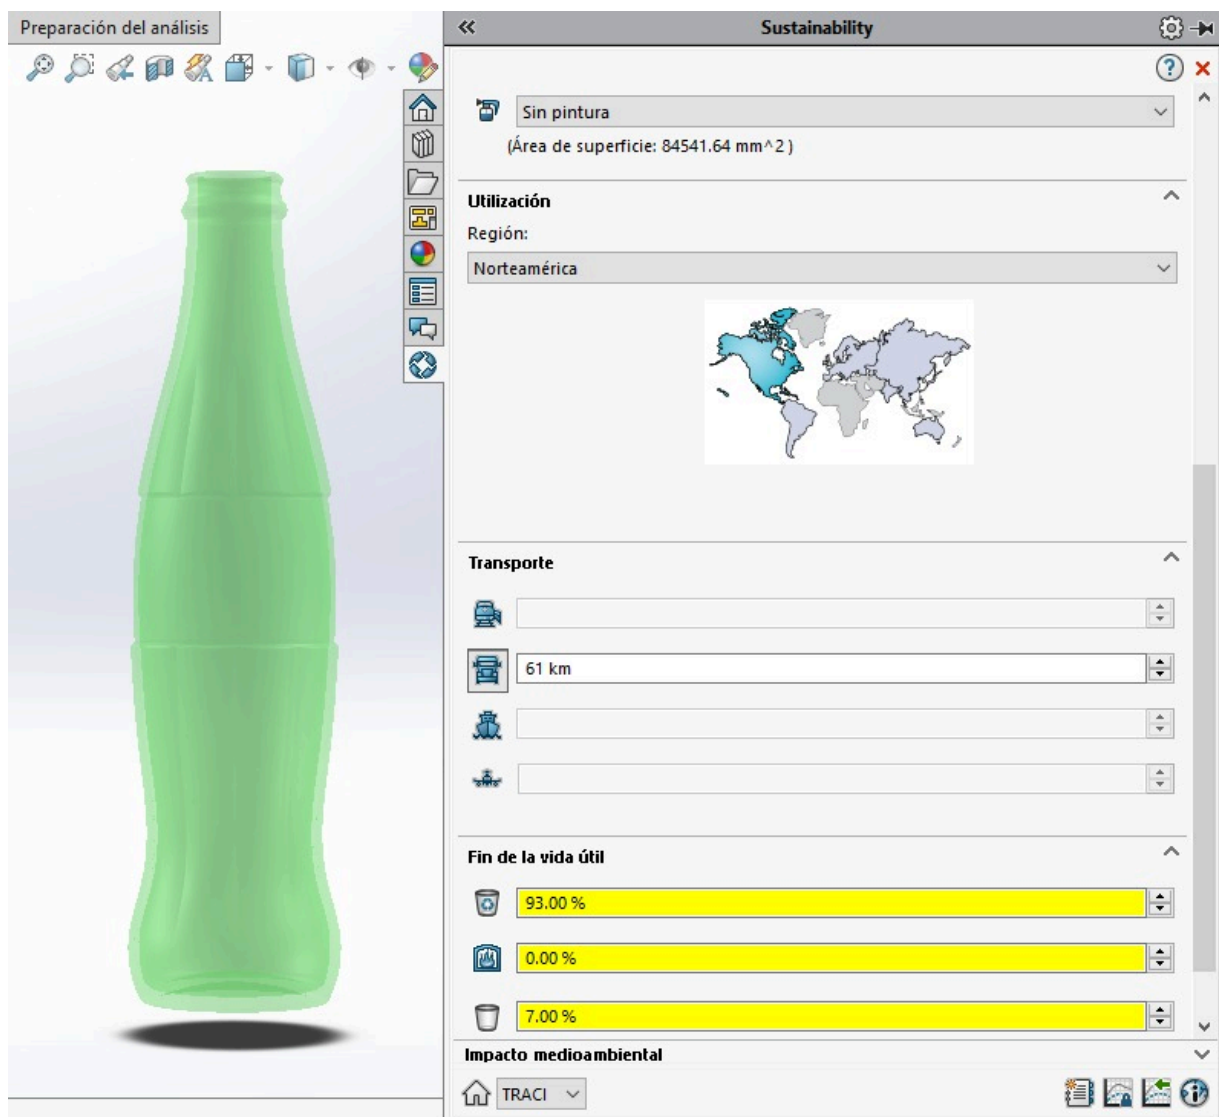 Preparación del análisis
Sustainability
Sin pintura
(Área de superficie: 84541.64 mm^2 )
Utilización
Región:
Norteamérica
Transporte
61 km
Fin de la vida útil
93.00 %
0.00 %
7.00 %
Impacto medioambiental
TRACI